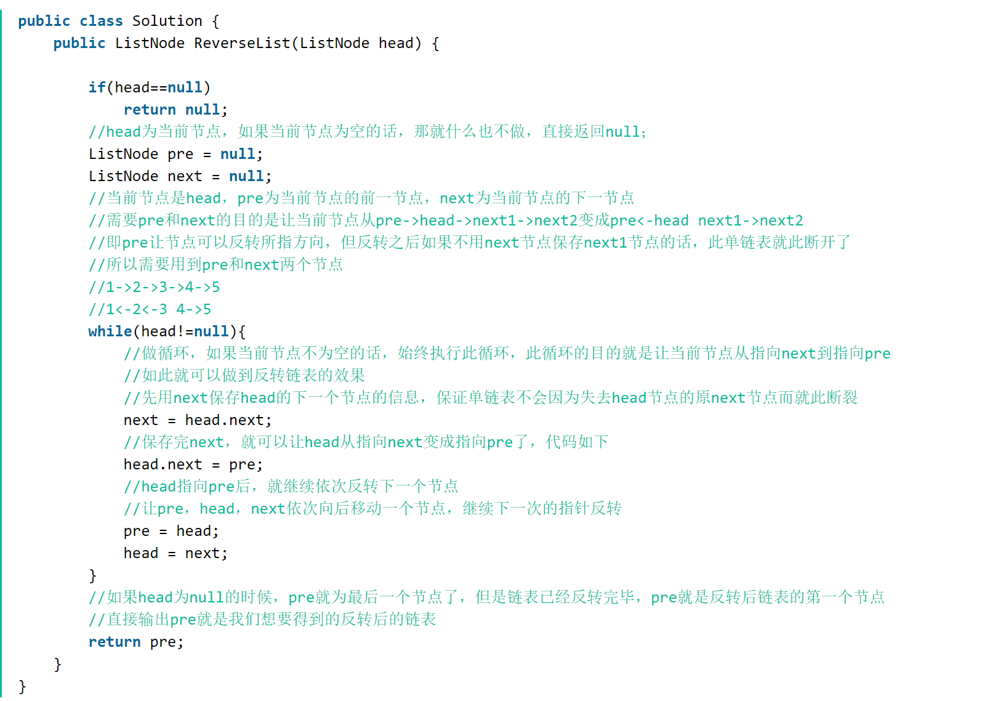 public class Solution {
    public ListNode ReverseList(ListNode head) {

        if(head==null)
            return null;
        //head为当前节点，如果当前节点为空的话，那就什么也不做，直接返回null；
        ListNode pre = null;
        ListNode next = null;
        //当前节点是head，pre为当前节点的前一节点，next为当前节点的下一节点
        //需要pre和next的目的是让当前节点从pre->head->next1->next2变成pre<-head next1->next2
        //即pre让节点可以反转所指方向，但反转之后如果不用next节点保存next1节点的话，此单链表就此断开了
        //所以需要用到pre和next两个节点
        //1->2->3->4->5
        //1<-2<-3 4->5
        while(head!=null){
            //做循环，如果当前节点不为空的话，始终执行此循环，此循环的目的就是让当前节点从指向next到指向pre
            //如此就可以做到反转链表的效果
            //先用next保存head的下一个节点的信息，保证单链表不会因为失去head节点的原next节点而就此断裂
            next = head.next;
            //保存完next，就可以让head从指向next变成指向pre了，代码如下
            head.next = pre;
            //head指向pre后，就继续依次反转下一个节点
            //让pre，head，next依次向后移动一个节点，继续下一次的指针反转
            pre = head;
            head = next;
        }
        //如果head为null的时候，pre就为最后一个节点了，但是链表已经反转完毕，pre就是反转后链表的第一个节点
        //直接输出pre就是我们想要得到的反转后的链表
        return pre;
    }
}